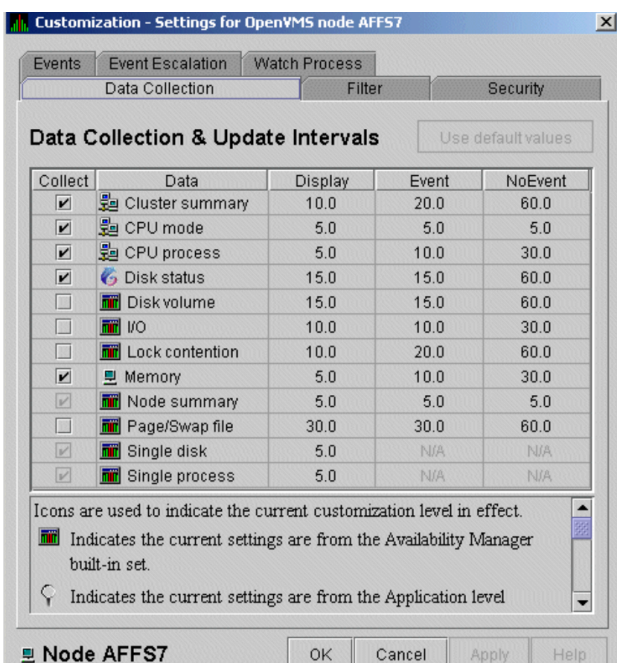 Customization - Settings for OpenVMS node AFFS7
Events Event Escalation Watch Process
Data Collection Filter Security
Data Collection & Update Intervals Use default values
Collect Data Display Event NoEvent
Cluster summary 10.0 20.0 60.0
CPU mode 5.0 5.0 5.0
CPU process 5.0 10.0 30.0
Disk status 15.0 15.0 60.0
Disk volume 15.0 15.0 60.0
I/O 10.0 10.0 30.0
Lock contention 10.0 20.0 60.0
Memory 5.0 10.0 30.0
Node summary 5.0 5.0 5.0
Page/Swap file 30.0 30.0 60.0
Single disk 5.0 N/A N/A
Single process 5.0 N/A N/A
Icons are used to indicate the current customization level in effect.
Indicates the current settings are from the Availability Manager
built-in set.
Indicates the current settings are from the Application level
Node AFFS7 OK Cancel Apply Help